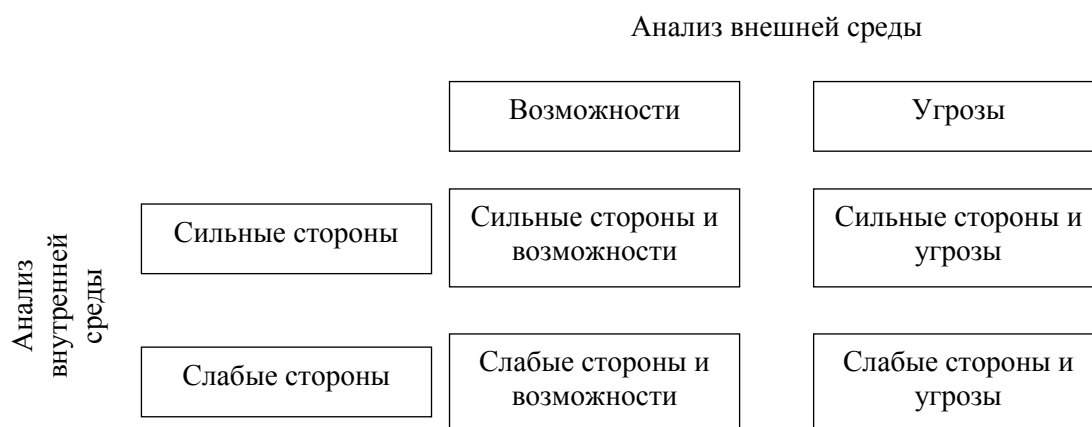 Анализ внешней среды
Возможности
Угрозы
Анализ
внутренней
среды
Сильные стороны
Сильные стороны и
возможности
Сильные стороны и
угрозы
Слабые стороны
Слабые стороны и
возможности
Слабые стороны и
угрозы